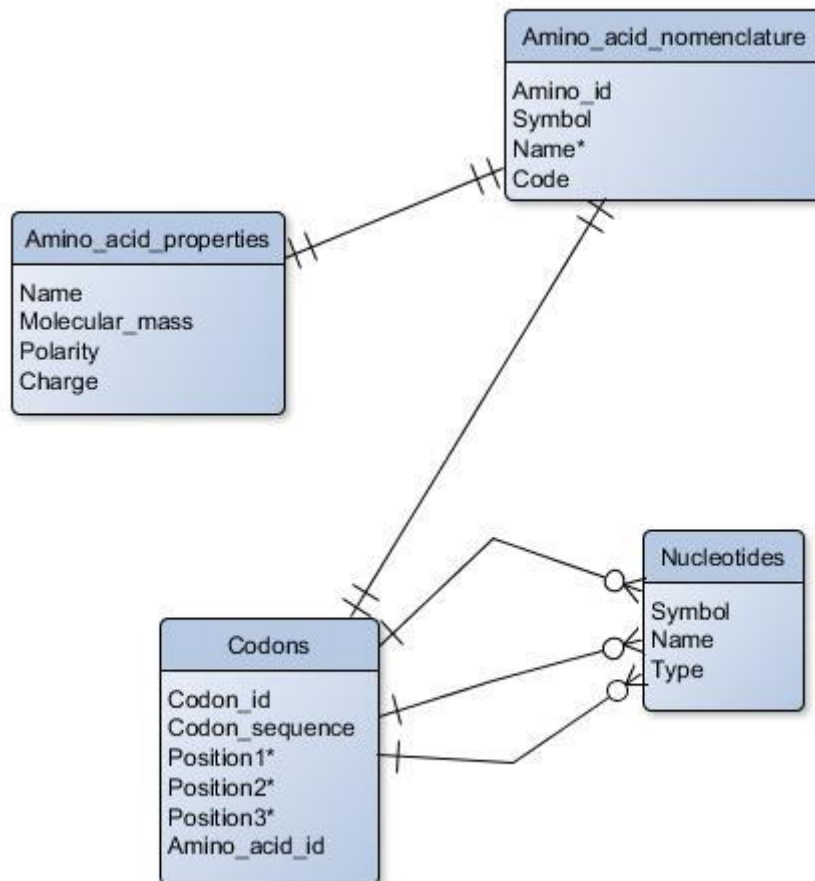 Amino_acid_nomenclature
Amino_id
Symbol
Name*
Code
Amino_acid_properties
Name
Molecular_mass
Polarity
Charge
Nucleotides
Symbol
Name
Type
Codons
Codon_id
Codon_sequence
Position1*
Position2*
Position3*
Amino_acid_id